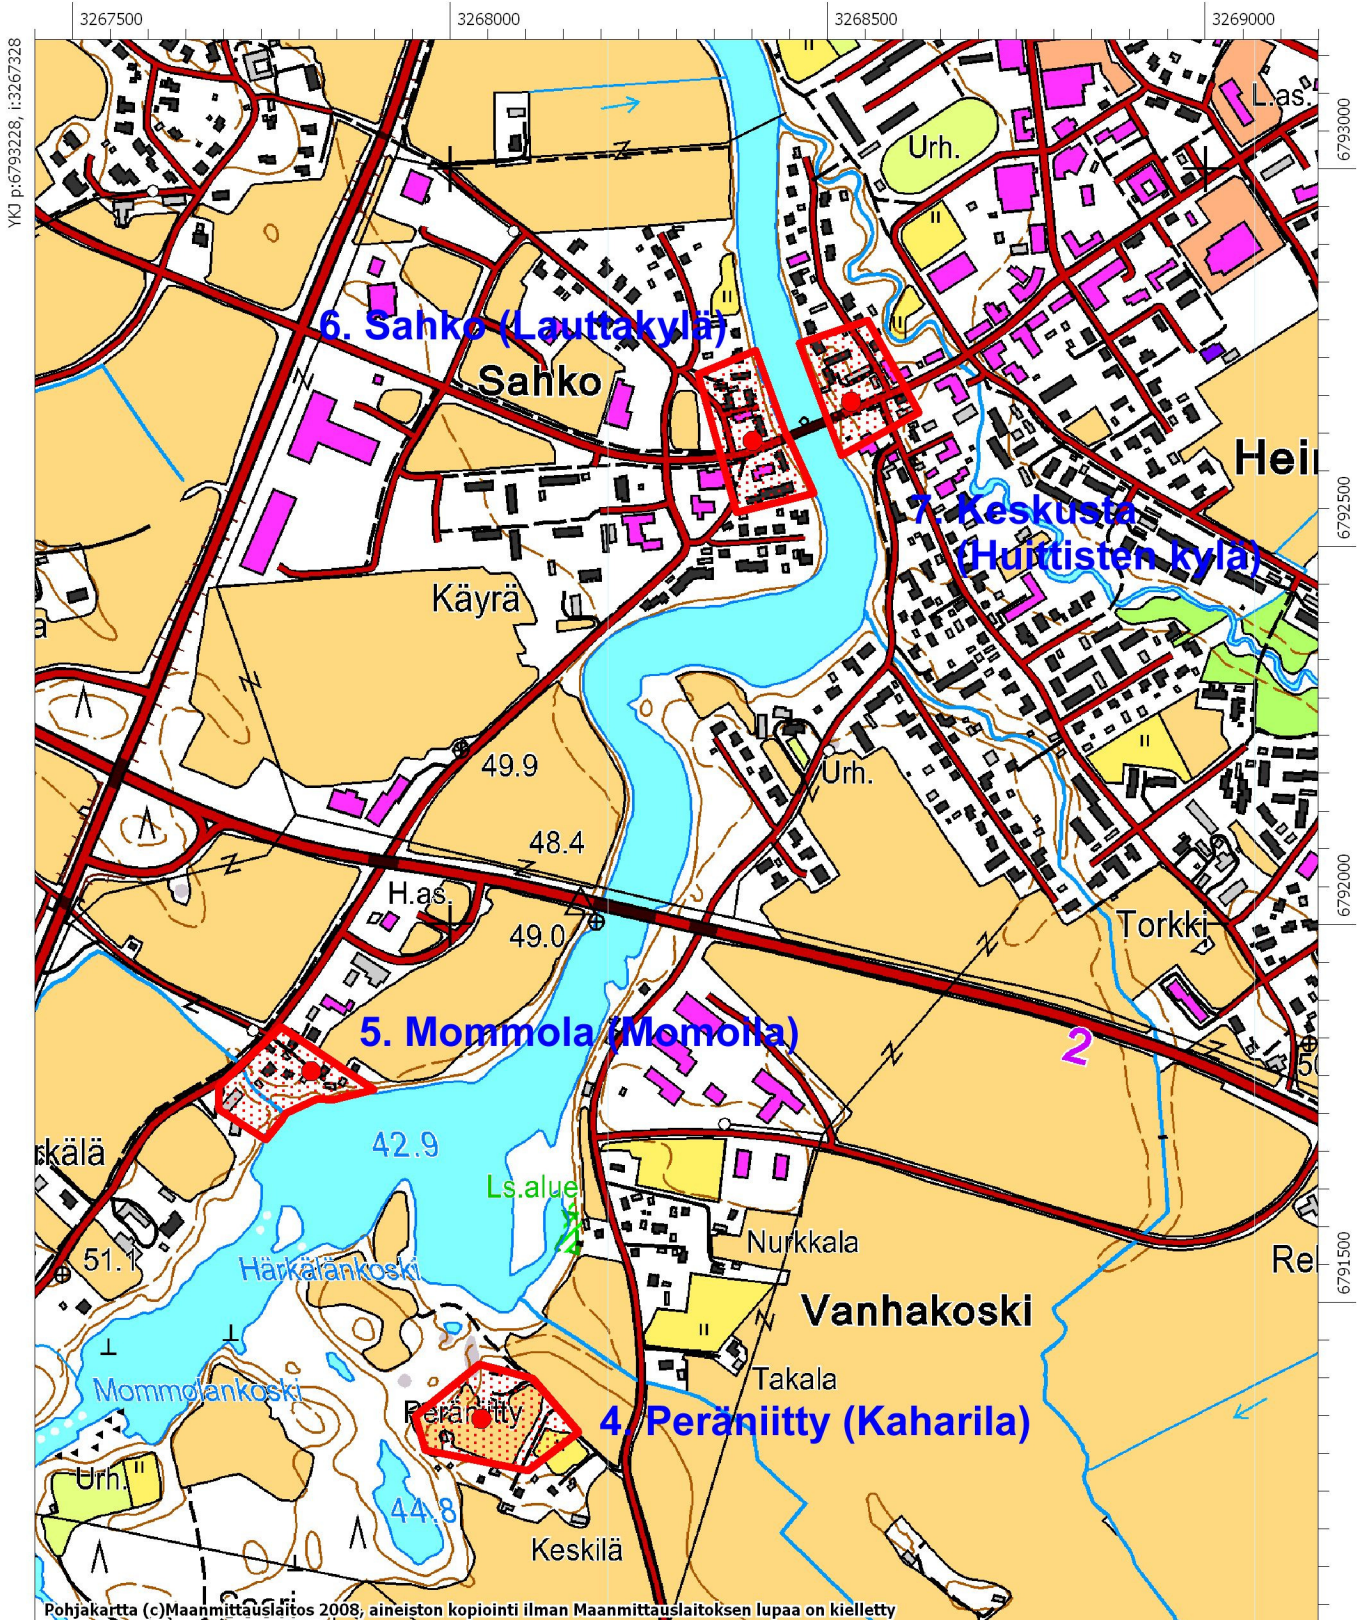 3267500
3268000
3268500
3269000
YKJ p:6793228, i:3267328
6793000
L.as.
Urh.
6. Sahko (Lauttakylä)
Sahko
7. Keskusta
(Huittisten kylä)
6792500
Käyrä
49.9
Urh.
48.4
H.as.
49.0
6792000
Torkki
5. Mommola (Momolla)
2
42.9
Ls.alue
Nurkkala
51.1
Härkälänkoski
6791500
Vanhakoski
Mommolankoski
Takala
Peräniitty
4. Peräniitty (Kaharila)
Urh.
44.8
Keskilä
Pohjakartta (c)Maanmittauslaitos 2008, aineiston kopiointi ilman Maanmittauslaitoksen lupaa on kielletty